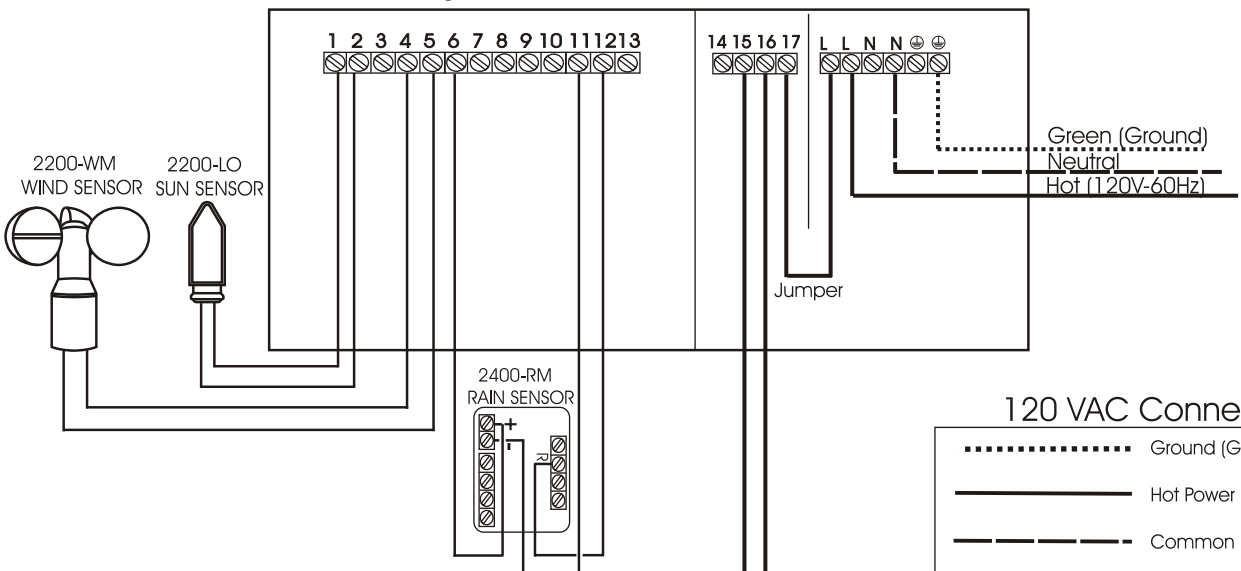 1 2 3 4 5 6 7 8 9 10 11 12 13
14 15 16 17
L L N N
Green (Ground)
Neutral
Hot (120V-60Hz)
2200-WM
WIND SENSOR
2200-LO
SUN SENSOR
Jumper
2400-RM
RAIN SENSOR
+
-
R
120 VAC Conne
Ground (G
Hot Power
Common